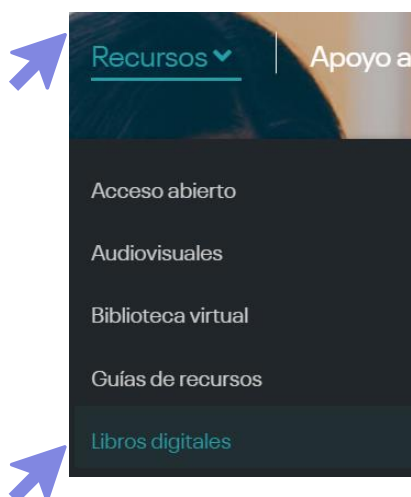 Recursos Apoyo a
Acceso abierto
Audiovisuales
Biblioteca virtual
Guías de recursos
Libros digitales